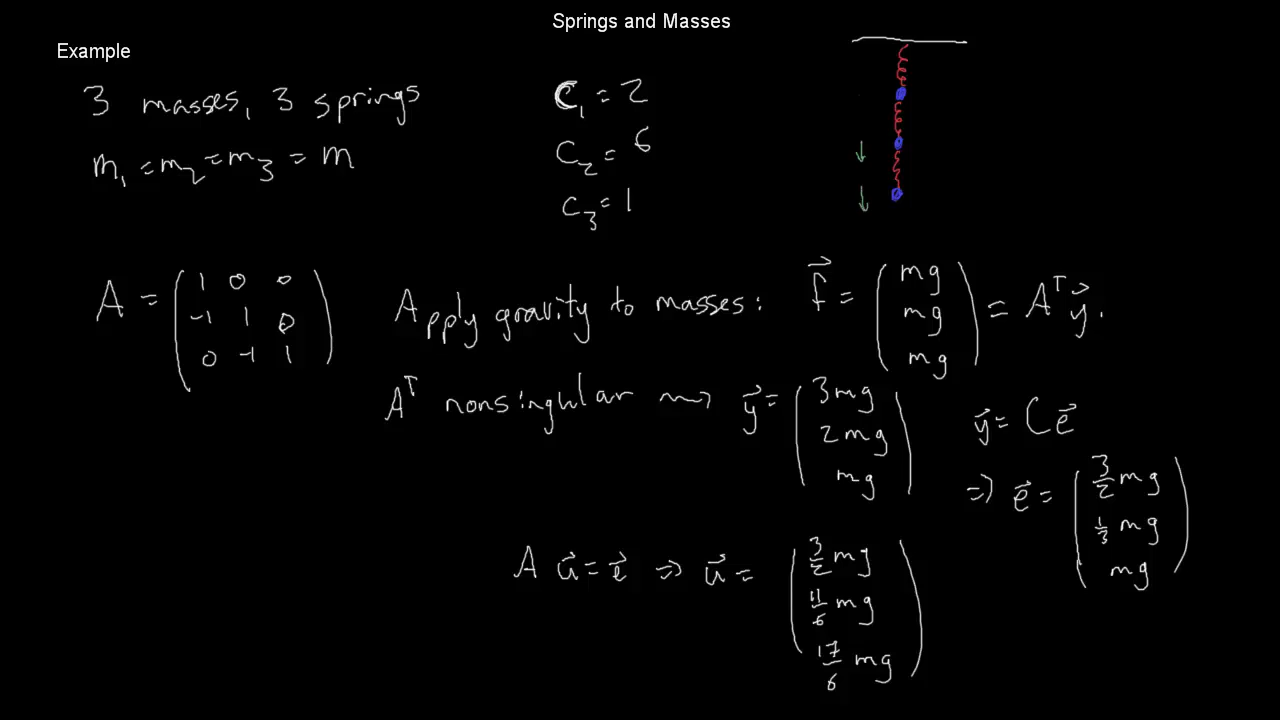 Springs and Masses
Example
3 masses, 3 springs
m₁ = m₂ = m₃ = m
C₁ = 2
C₂ = 6
C₃ = 1
A = ( 1 0 0
-1 1 0
0 -1 1 )
Apply gravity to masses: f⃗ = ( mg
mg
mg ) = Aᵀ y⃗.
Aᵀ nonsingular ⇝ y⃗ = ( 3mg
2mg
mg )
y⃗ = C e⃗
=> e⃗ = ( 3/2 mg
1/3 mg
mg )
A u⃗ = e⃗ => u⃗ = ( 3/2 mg
11/6 mg
17/6 mg )